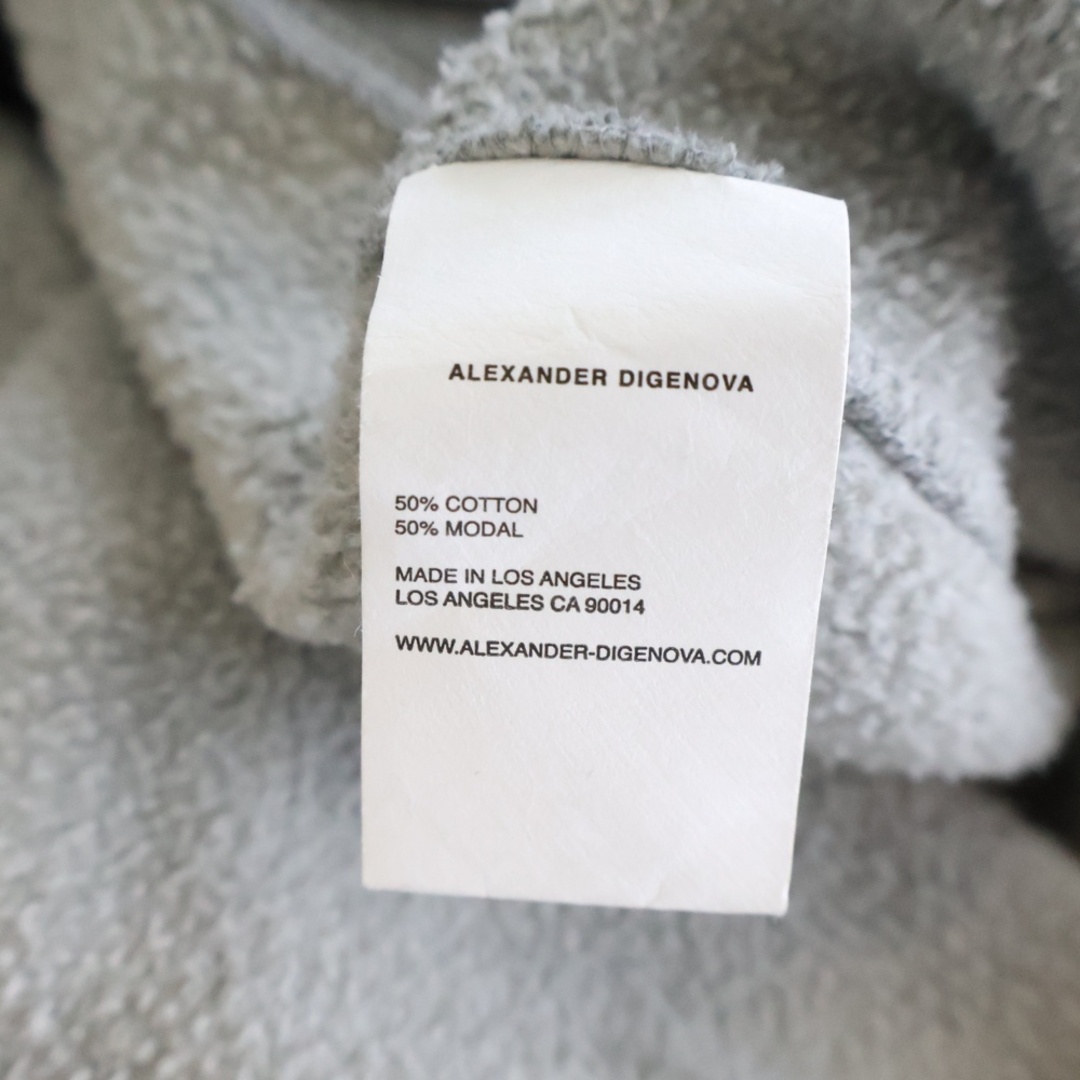 ALEXANDER DIGENOVA
50% COTTON
50% MODAL
MADE IN LOS ANGELES
LOS ANGELES CA 90014
WWW.ALEXANDER-DIGENOVA.COM